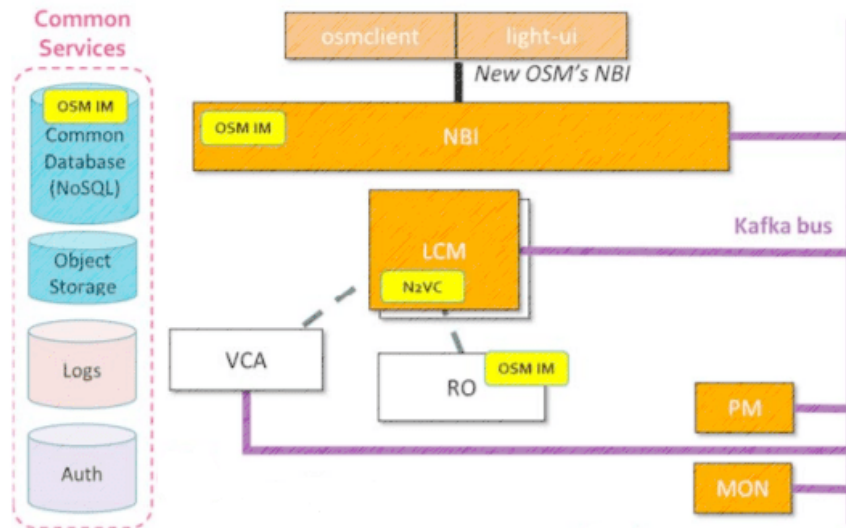 Common
Services
OSM IM
Common
Database
(NoSQL)
Object
Storage
Logs
Auth
osmclient
light-ui
New OSM's NBI
OSM IM
NBI
LCM
N2VC
Kafka bus
VCA
RO
OSM IM
PM
MON